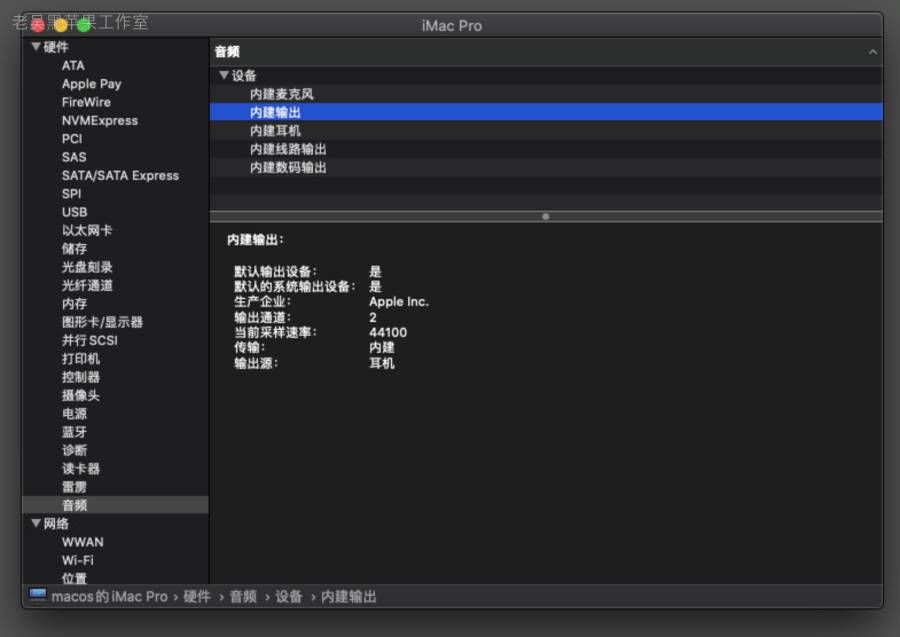 老吴黑苹果工作室
iMac Pro
硬件
ATA
Apple Pay
FireWire
NVMExpress
PCI
SAS
SATA/SATA Express
SPI
USB
以太网卡
储存
光盘刻录
光纤通道
内存
图形卡/显示器
并行SCSI
打印机
控制器
摄像头
电源
蓝牙
诊断
读卡器
雷雳
音频
网络
WWAN
Wi-Fi
位置
音频
设备
内建麦克风
内建输出
内建耳机
内建线路输出
内建数码输出
内建输出：
默认输出设备： 是
默认的系统输出设备： 是
生产企业： Apple Inc.
输出通道： 2
当前采样速率： 44100
传输： 内建
输出源： 耳机
macos的iMac Pro › 硬件 › 音频 › 设备 › 内建输出